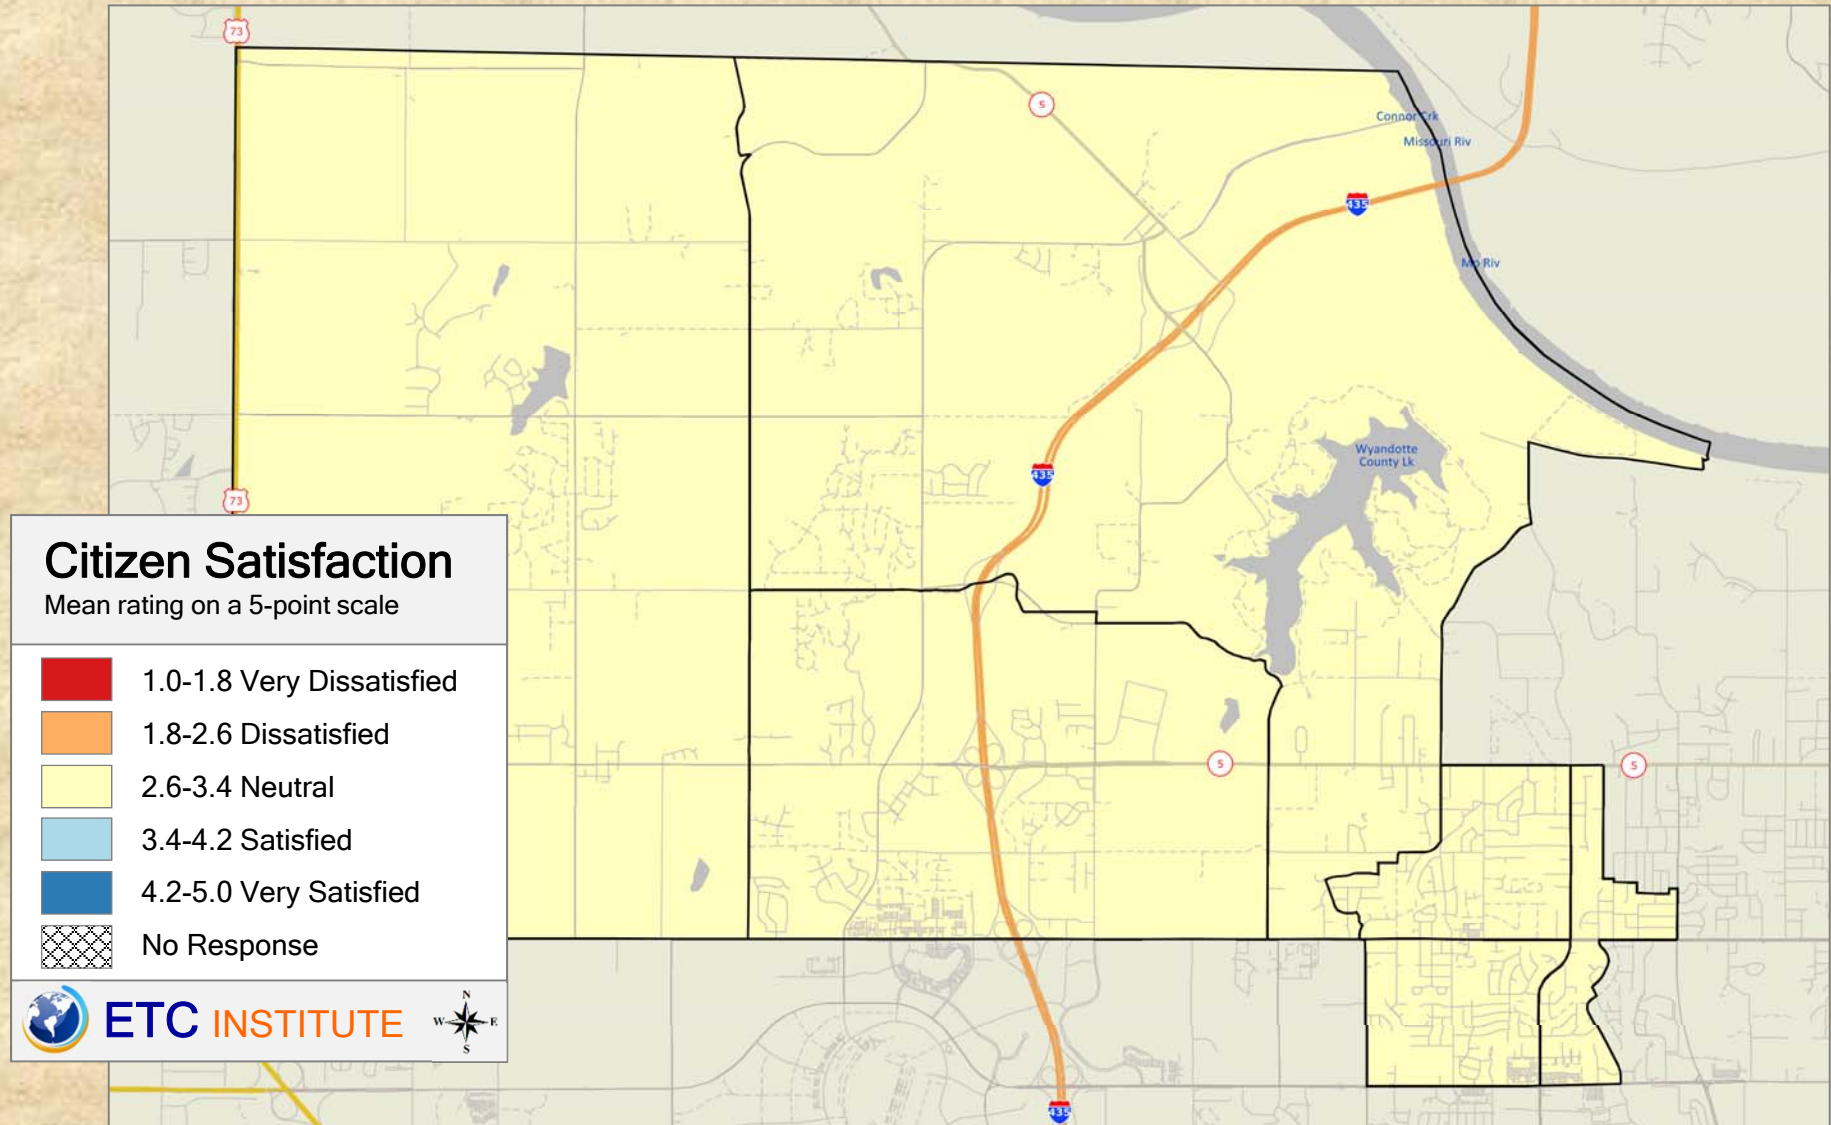 73
5
Connor Crk
Missouri Riv
435
Mo Riv
Wyandotte
County Lk
435
73
Citizen Satisfaction
Mean rating on a 5-point scale
1.0-1.8 Very Dissatisfied
1.8-2.6 Dissatisfied
2.6-3.4 Neutral
3.4-4.2 Satisfied
4.2-5.0 Very Satisfied
No Response
5
5
ETC INSTITUTE
N
W E
S
435